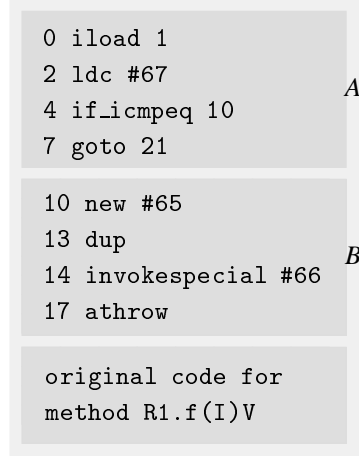 0 iload 1
2 ldc #67
4 if_icmpeq 10
7 goto 21
A
10 new #65
13 dup
14 invokespecial #66
17 athrow
B
original code for
method R1.f(I)V